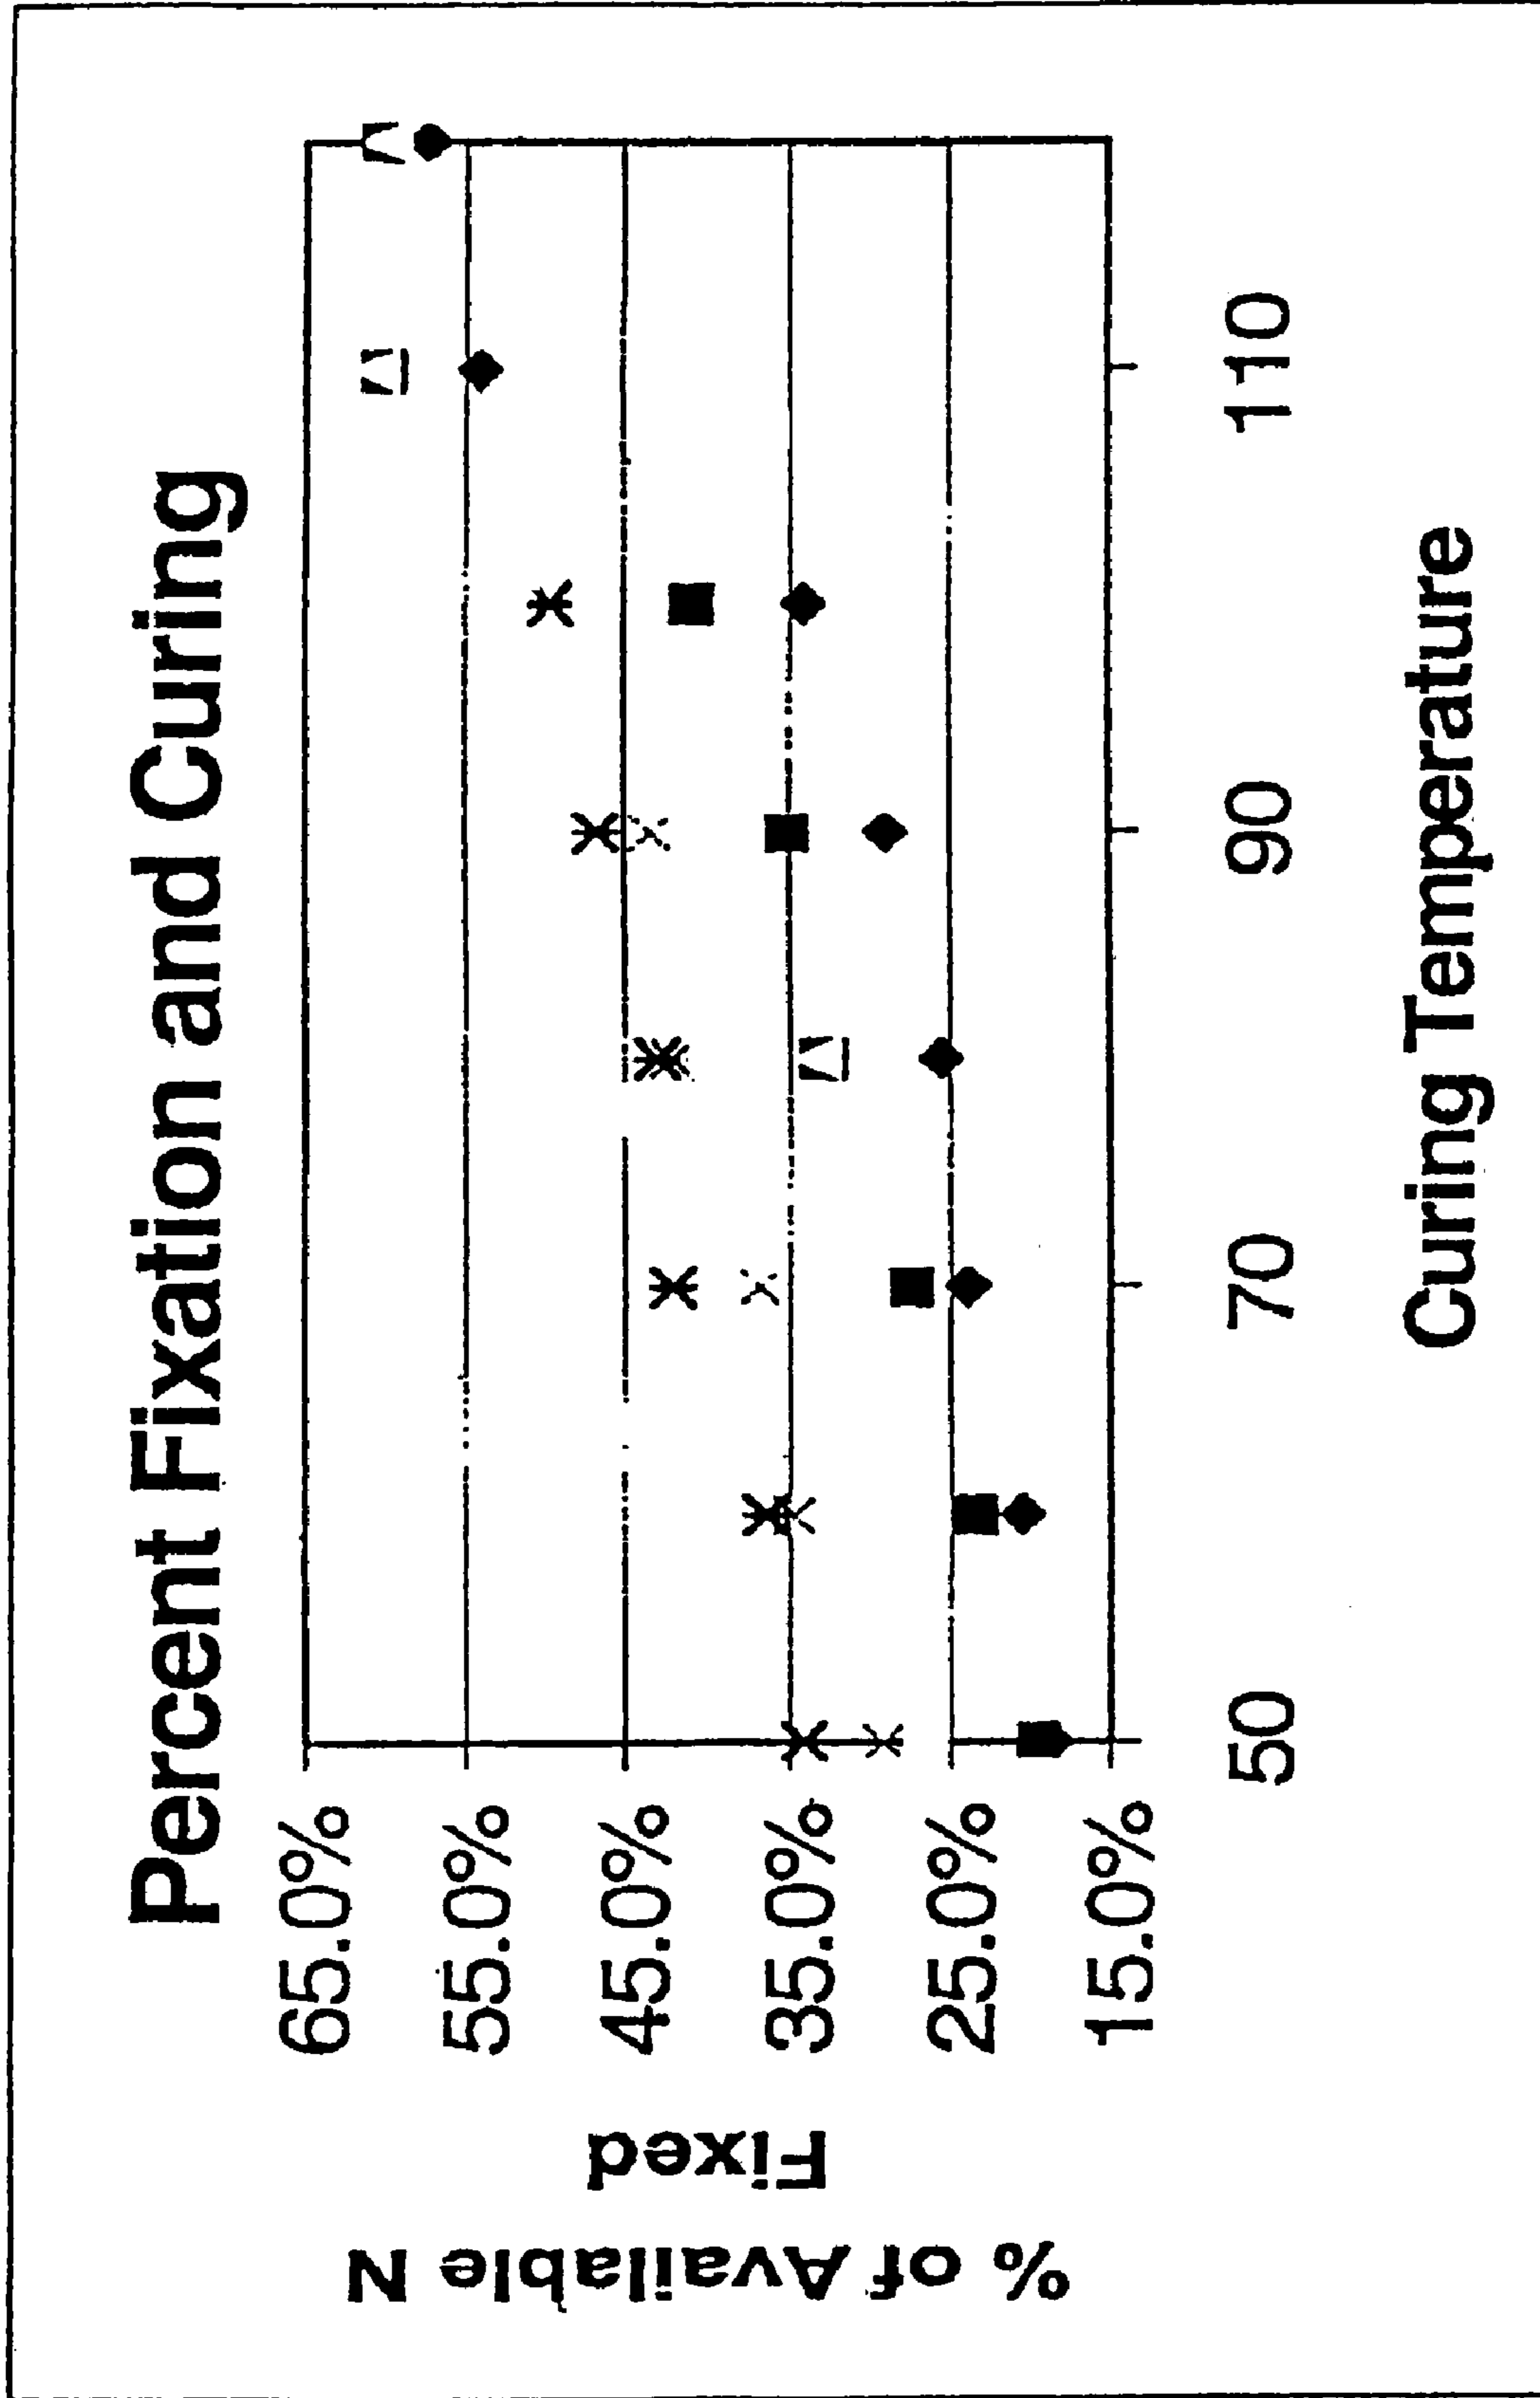 Percent Fixation and Curing
% of Available N
Fixed
65.0%
55.0%
45.0%
35.0%
25.0%
15.0%
50
70
90
110
Curing Temperature